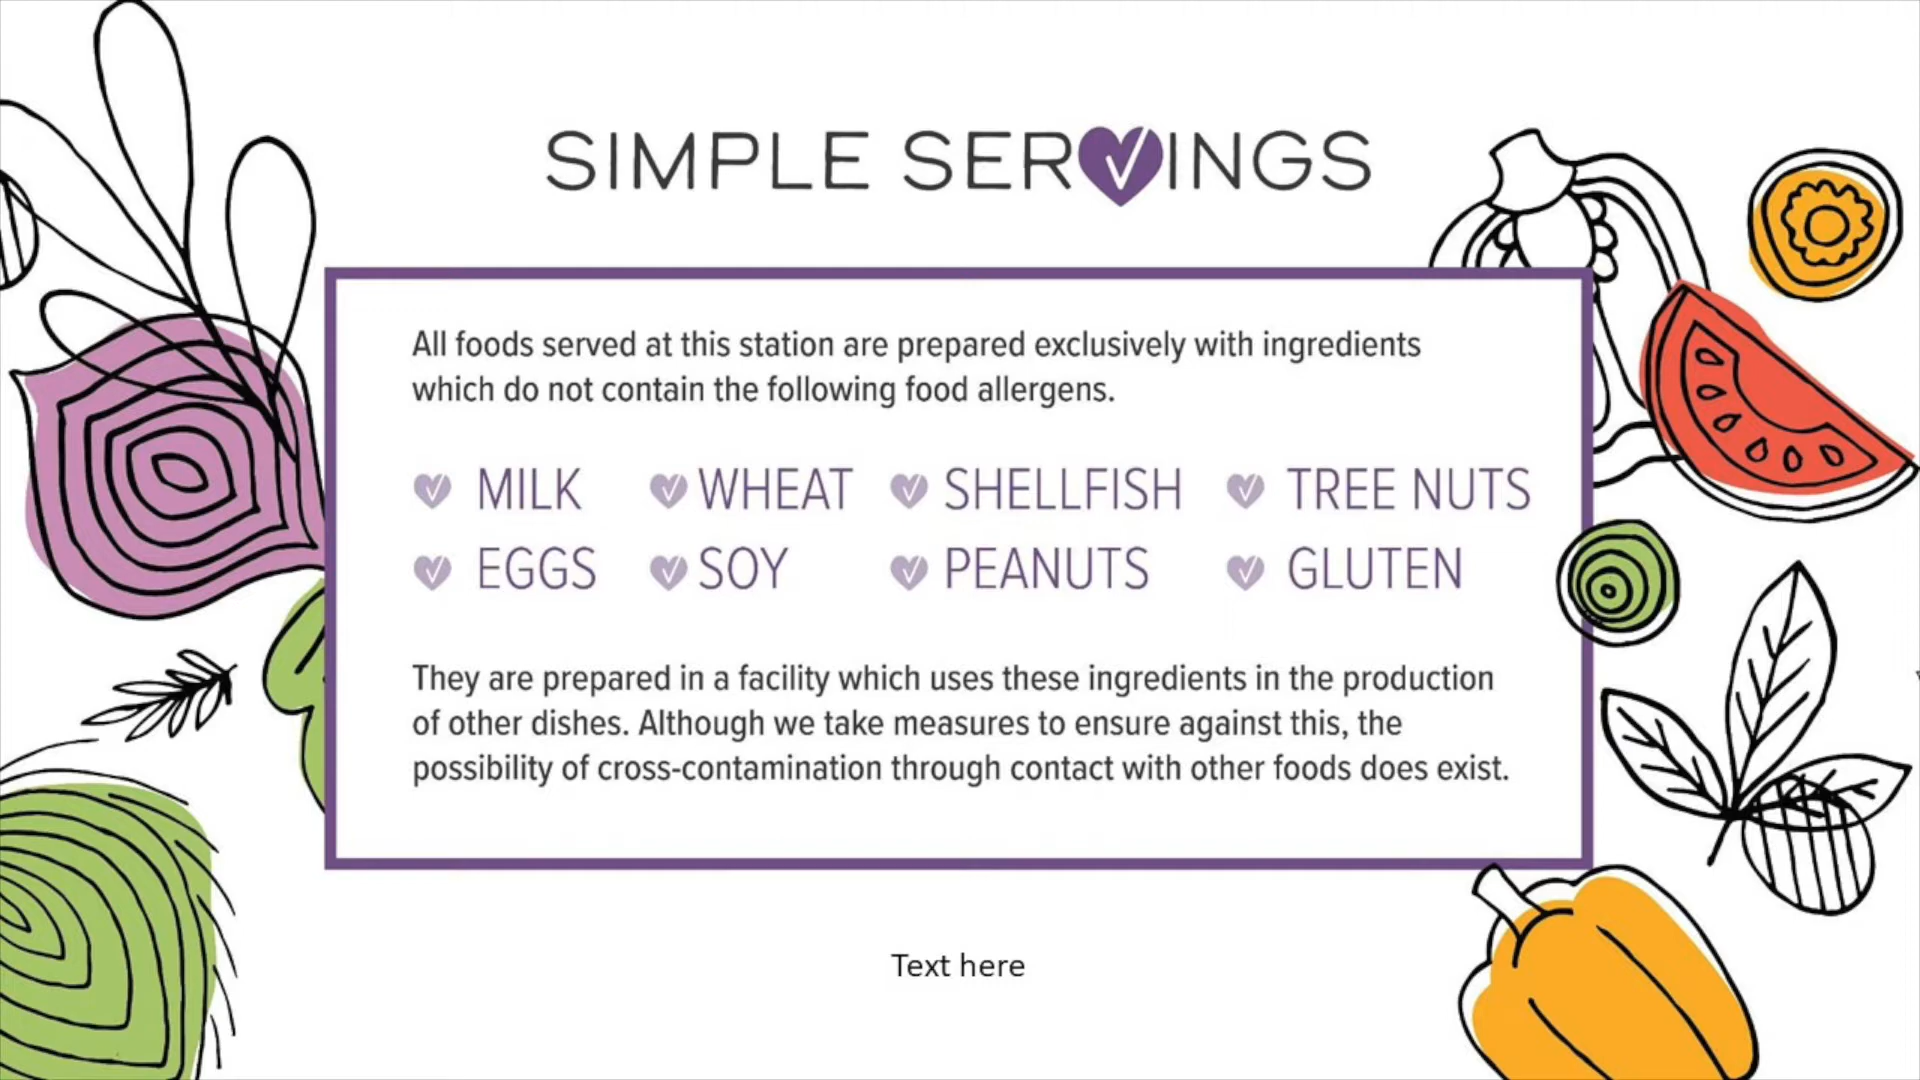 SIMPLE SERVINGS
All foods served at this station are prepared exclusively with ingredients
which do not contain the following food allergens.
MILK WHEAT SHELLFISH TREE NUTS
EGGS SOY PEANUTS GLUTEN
They are prepared in a facility which uses these ingredients in the production
of other dishes. Although we take measures to ensure against this, the
possibility of cross-contamination through contact with other foods does exist.
Text here